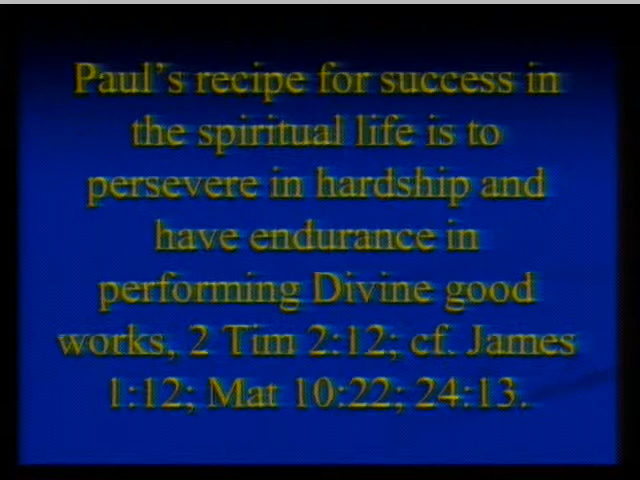 Paul's recipe for success in
the spiritual life is to
persevere in hardship and
have endurance in
performing Divine good
works, 2 Tim 2:12; cf. James
1:12; Mat 10:22; 24:13.